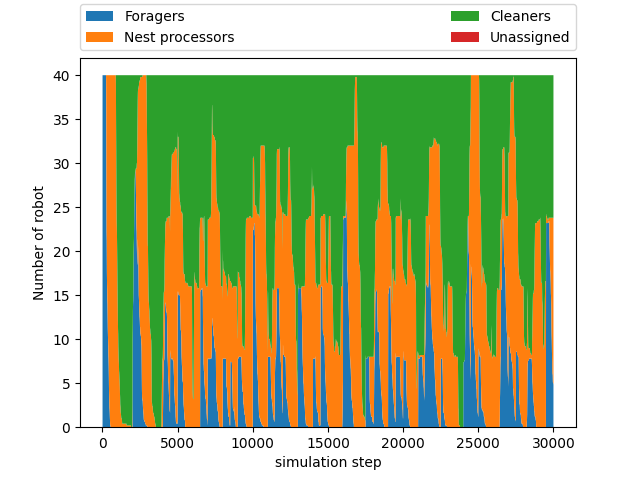 Foragers
Nest processors
Cleaners
Unassigned
40
35
30
25
20
15
10
5
0
Number of robot
0 5000 10000 15000 20000 25000 30000
simulation step